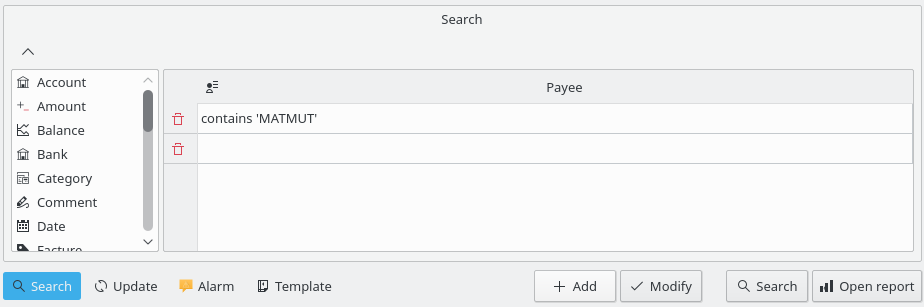 Search
Payee
Account
Amount
Balance
Bank
Category
Comment
Date
Facture
contains 'MATMUT'
Search Update Alarm Template Add Modify Search Open report